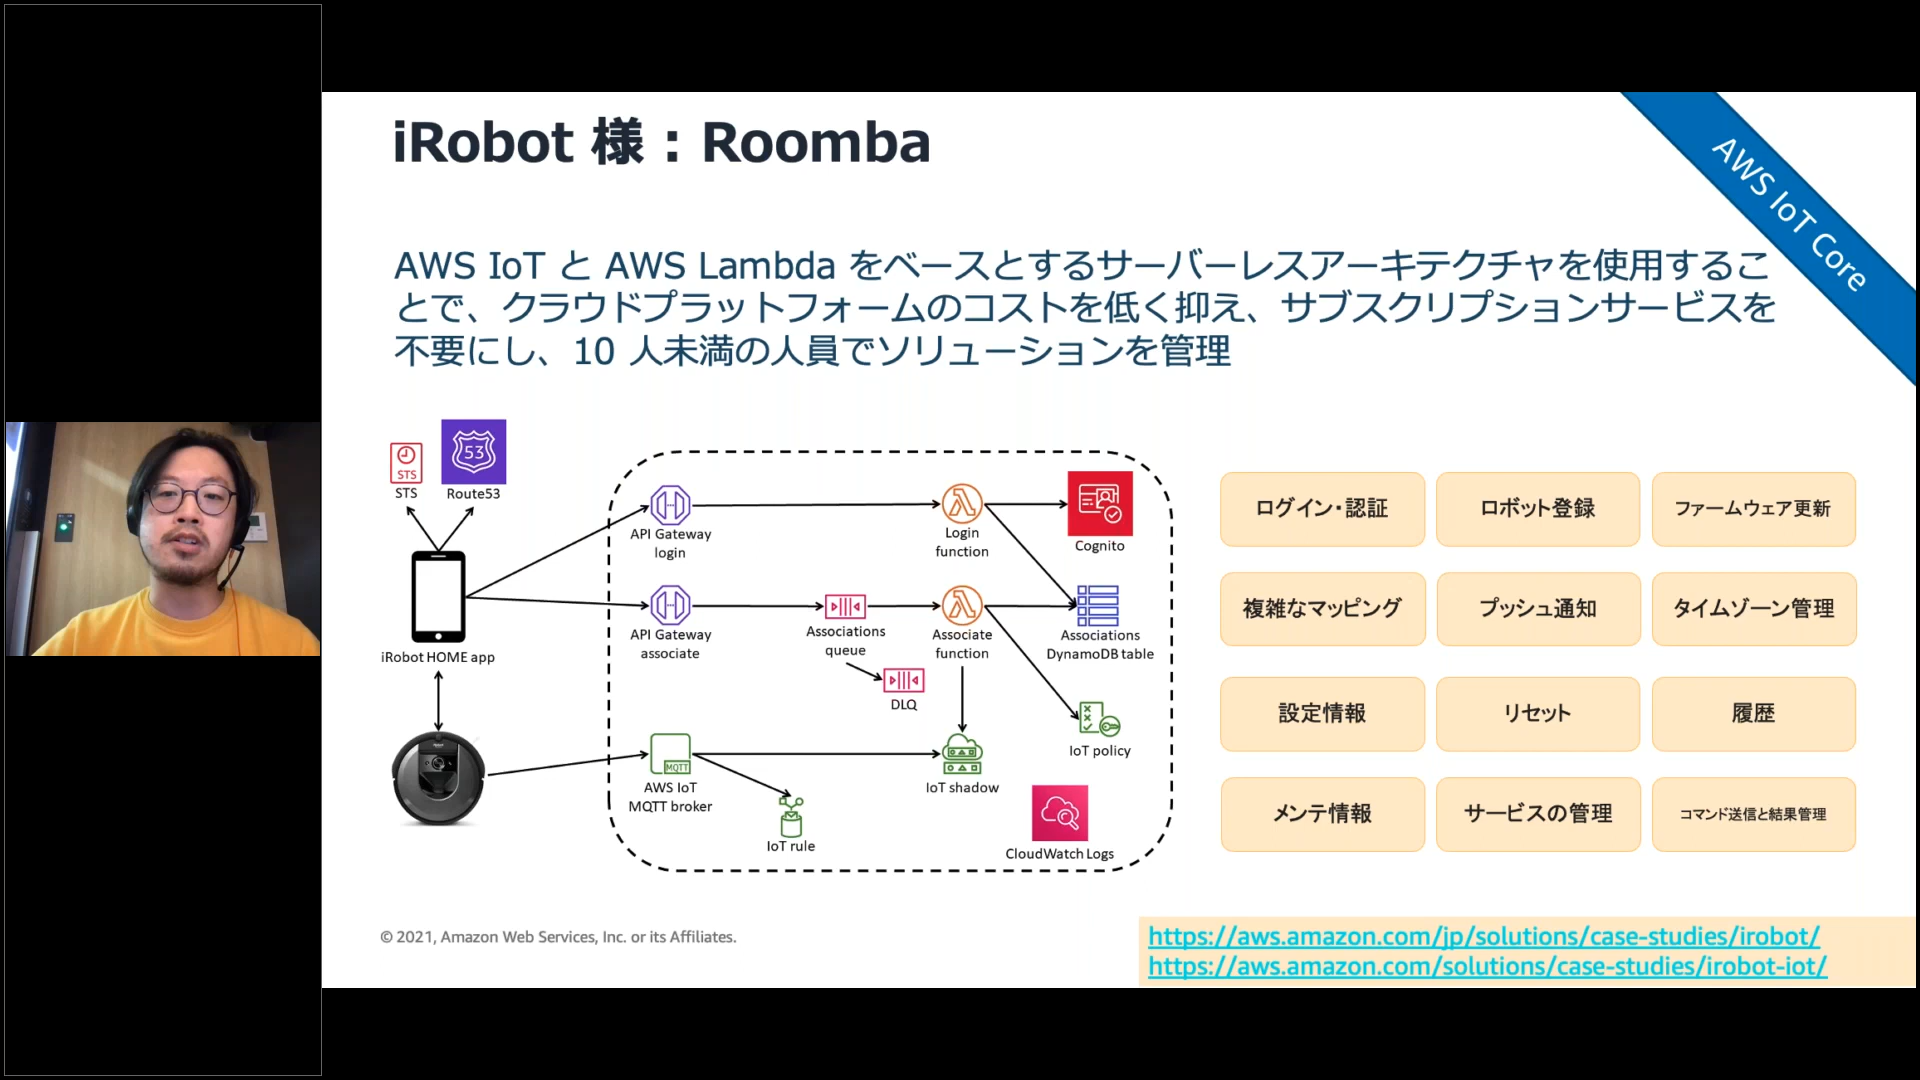 iRobot 様：Roomba
AWS IoT Core
AWS IoT と AWS Lambda をベースとするサーバーレスアーキテクチャを使用するこ
とで、クラウドプラットフォームのコストを低く抑え、サブスクリプションサービスを
不要にし、10 人未満の人員でソリューションを管理
STS
STS
53
Route53
iRobot HOME app
API Gateway
login
Login
function
Cognito
API Gateway
associate
Associations
queue
DLQ
Associate
function
Associations
DynamoDB table
IoT policy
MQTT
AWS IoT
MQTT broker
IoT rule
IoT shadow
CloudWatch Logs
ログイン・認証
ロボット登録
ファームウェア更新
複雑なマッピング
プッシュ通知
タイムゾーン管理
設定情報
リセット
履歴
メンテ情報
サービスの管理
コマンド送信と結果管理
© 2021, Amazon Web Services, Inc. or its Affiliates.
https://aws.amazon.com/jp/solutions/case-studies/irobot/
https://aws.amazon.com/solutions/case-studies/irobot-iot/